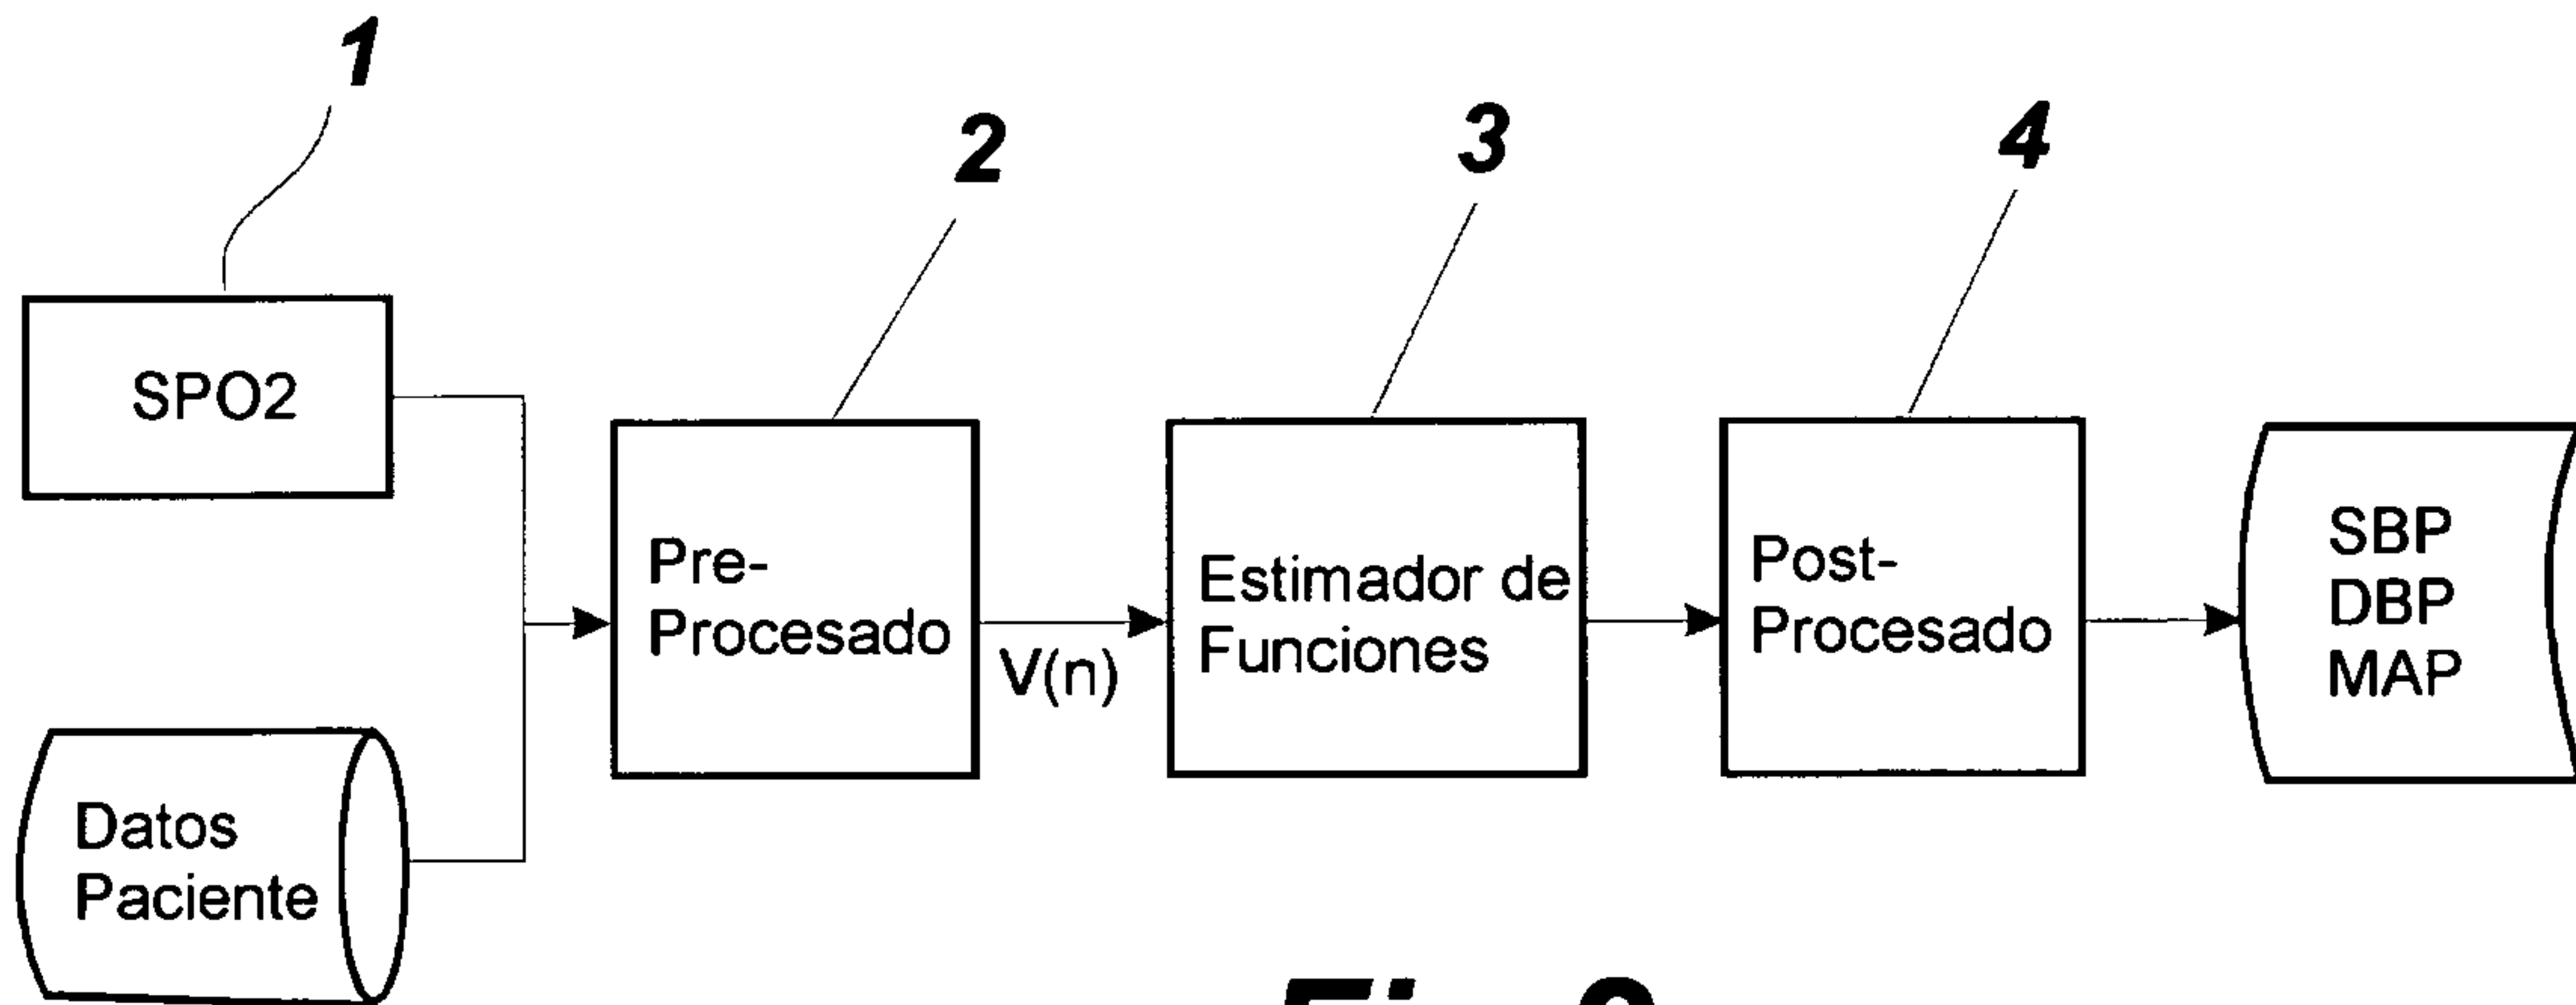 1
2
3
4
SPO2
Pre-
Procesado
V(n)
Estimador de
Funciones
Post-
Procesado
SBP
DBP
MAP
Datos
Paciente